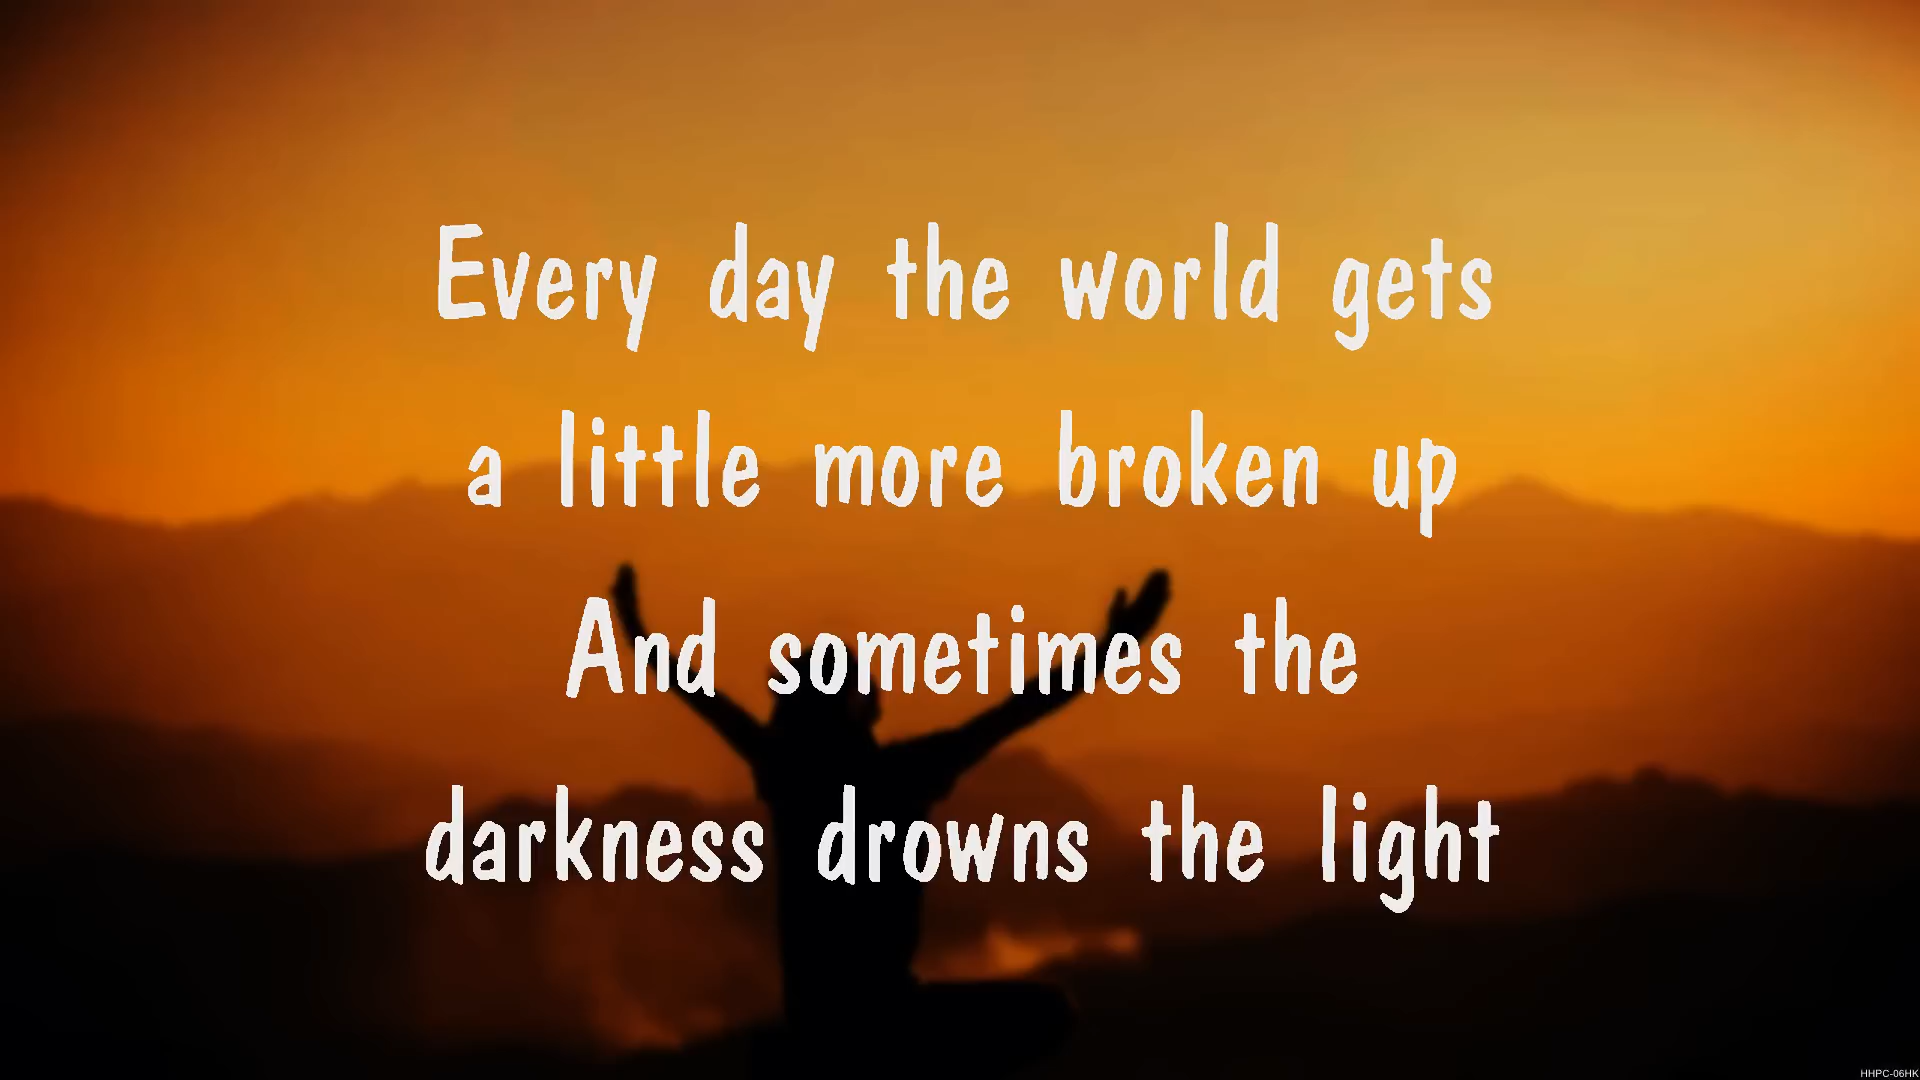 Every day the world gets
a little more broken up
And sometimes the
darkness drowns the light
HHPC-06HK